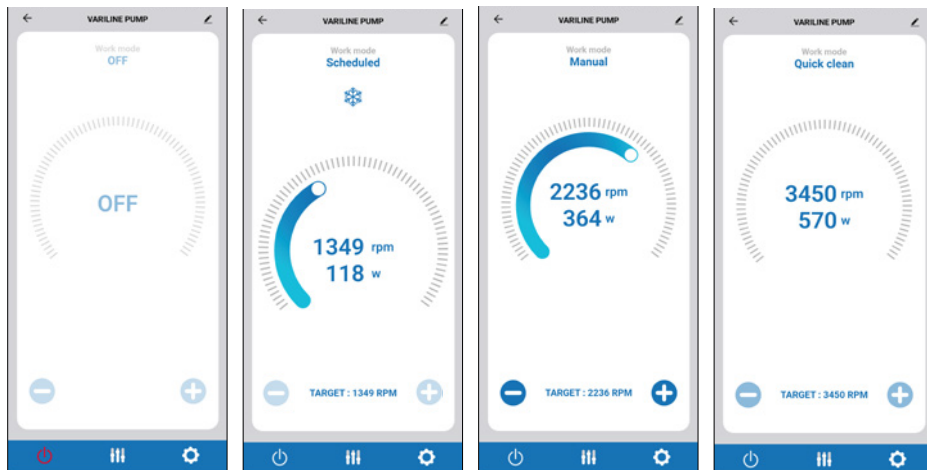 VARILINE PUMP
Work mode
OFF
OFF
VARILINE PUMP
Work mode
Scheduled
1349 rpm
118 w
TARGET : 1349 RPM
VARILINE PUMP
Work mode
Manual
2236 rpm
364 w
TARGET : 2236 RPM
VARILINE PUMP
Work mode
Quick clean
3450 rpm
570 w
TARGET : 3450 RPM